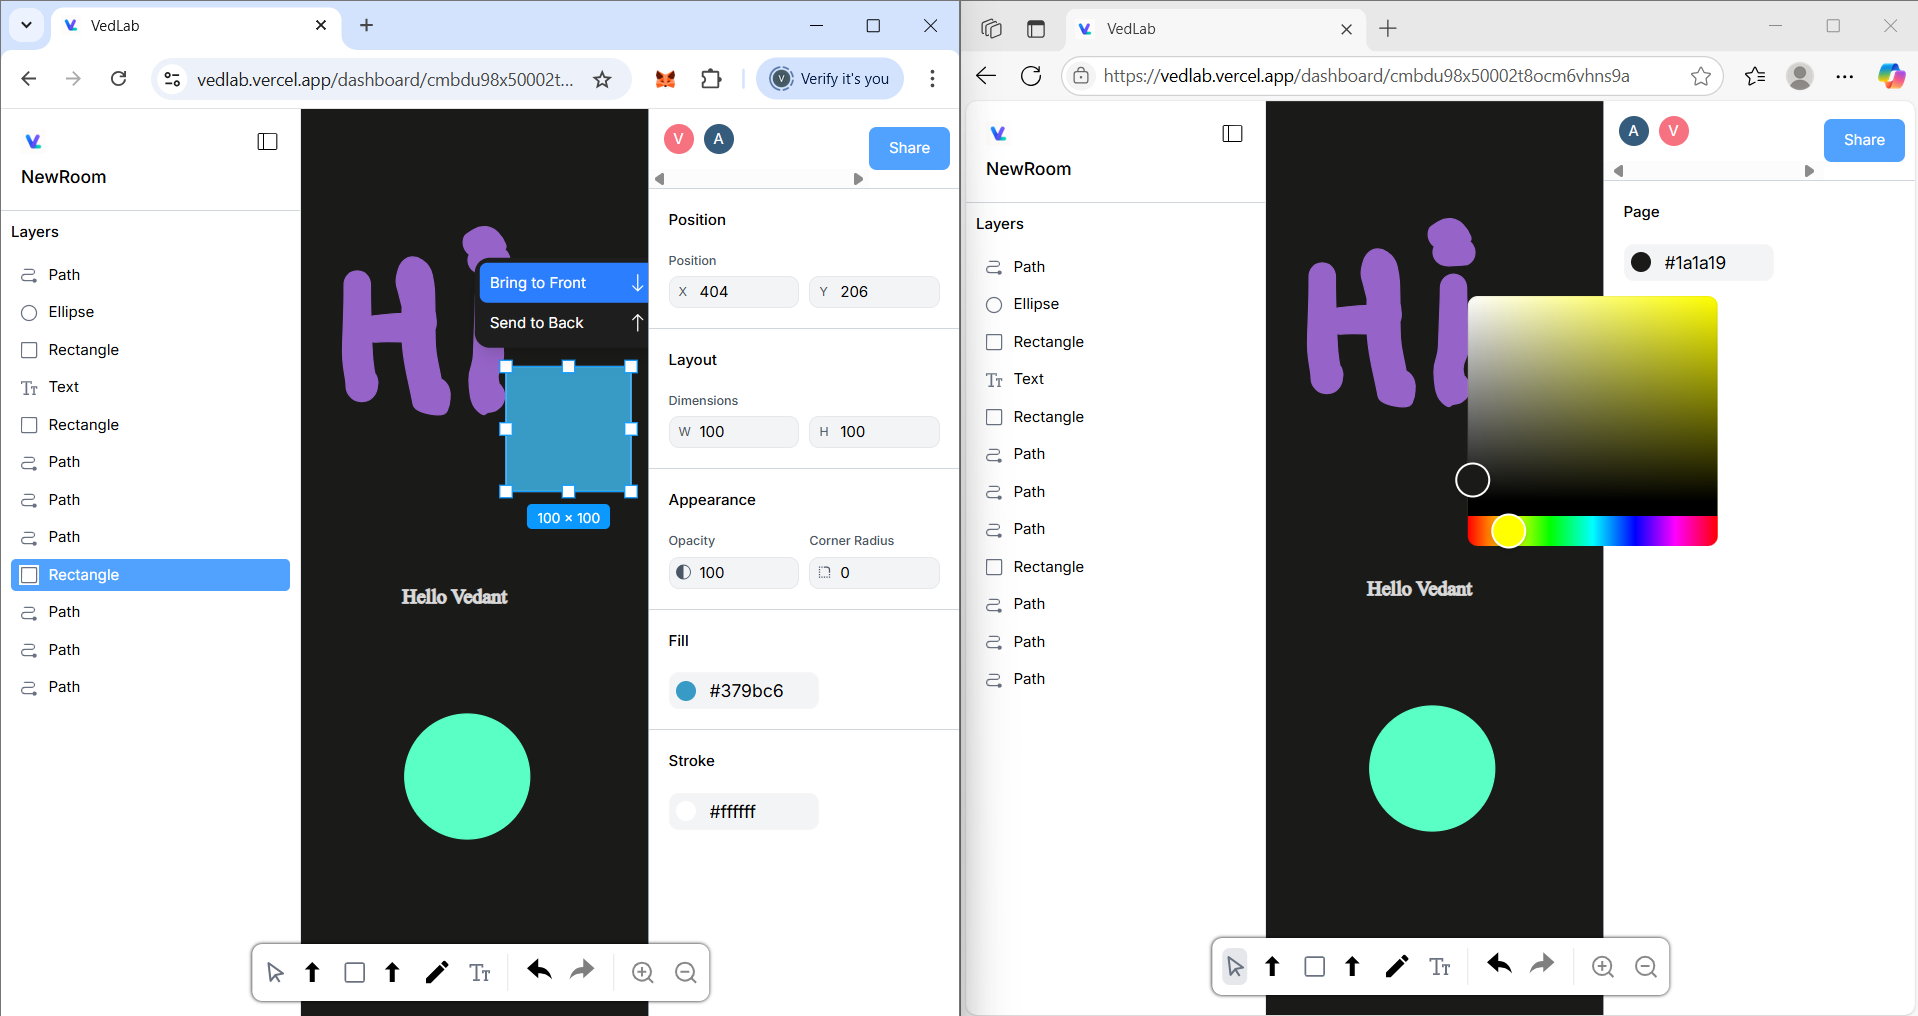 VedLab
vedlab.vercel.app/dashboard/cmbdu98x50002t...
V
Verify it's you
NewRoom
Layers
Path
Ellipse
Rectangle
Text
Rectangle
Path
Path
Path
Rectangle
Path
Path
Path
Hi
Bring to Front
Send to Back
100 × 100
Hello Vedant
V
A
Share
Position
Position
X 404
Y 206
Layout
Dimensions
W 100
H 100
Appearance
Opacity
Corner Radius
100
0
Fill
#379bc6
Stroke
#ffffff
TT
VedLab
https://vedlab.vercel.app/dashboard/cmbdu98x50002t8ocm6vhns9a
NewRoom
Layers
Path
Ellipse
Rectangle
Text
Rectangle
Path
Path
Path
Rectangle
Path
Path
Path
Hi
Hello Vedant
A
V
Share
Page
#1a1a19
TT